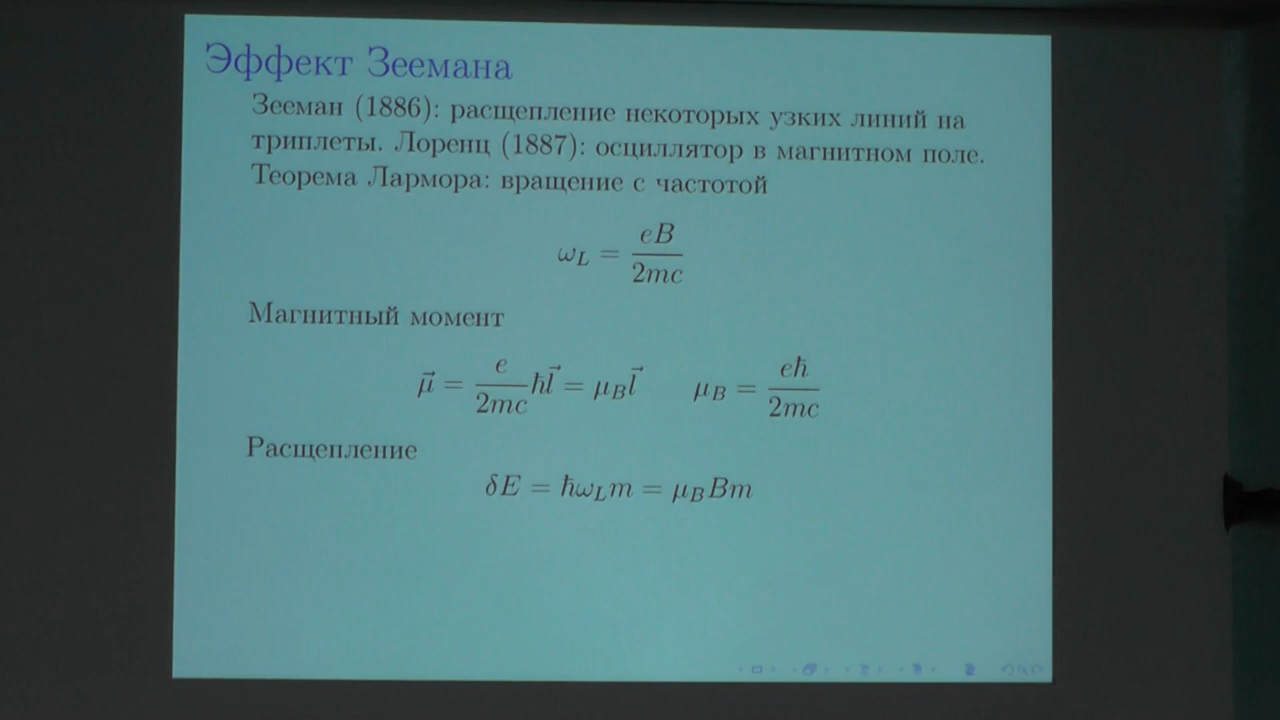 Эффект Зеемана
Зееман (1886): расщепление некоторых узких линий на
триплеты. Лоренц (1887): осциллятор в магнитном поле.
Теорема Лармора: вращение с частотой
ω_L = eB / 2mc
Магнитный момент
μ⃗ = e / 2mc ħl⃗ = μ_B l⃗    μ_B = eħ / 2mc
Расщепление
δE = ħω_L m = μ_B Bm